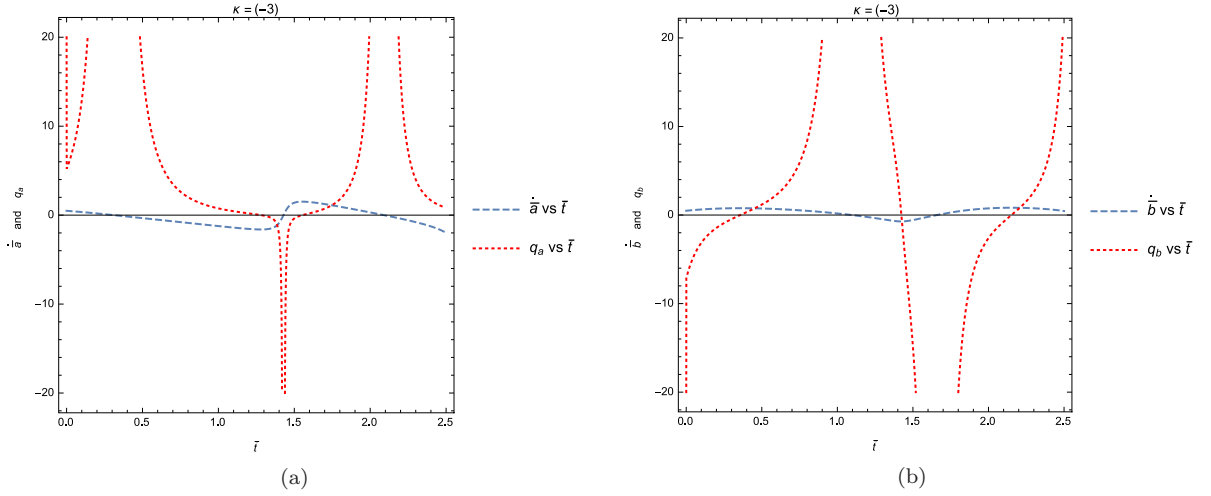 κ = (-3)
20
10
0
-10
-20
0.0 0.5 1.0 1.5 2.0 2.5
t̄
ǡ and qₐ
ǡ vs t̄
qₐ vs t̄
(a)
κ = (-3)
20
10
0
-10
-20
0.0 0.5 1.0 1.5 2.0 2.5
t̄
ḃ̄ and q_b
ḃ̄ vs t̄
q_b vs t̄
(b)